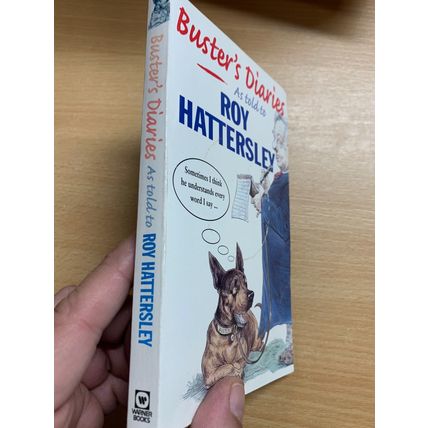 Buster's Diaries
As told to
ROY
HATTERSLEY
Sometimes I think
he understands every
word I say ...
Buster's Diaries As told to ROY HATTERSLEY
WARNER
BOOKS